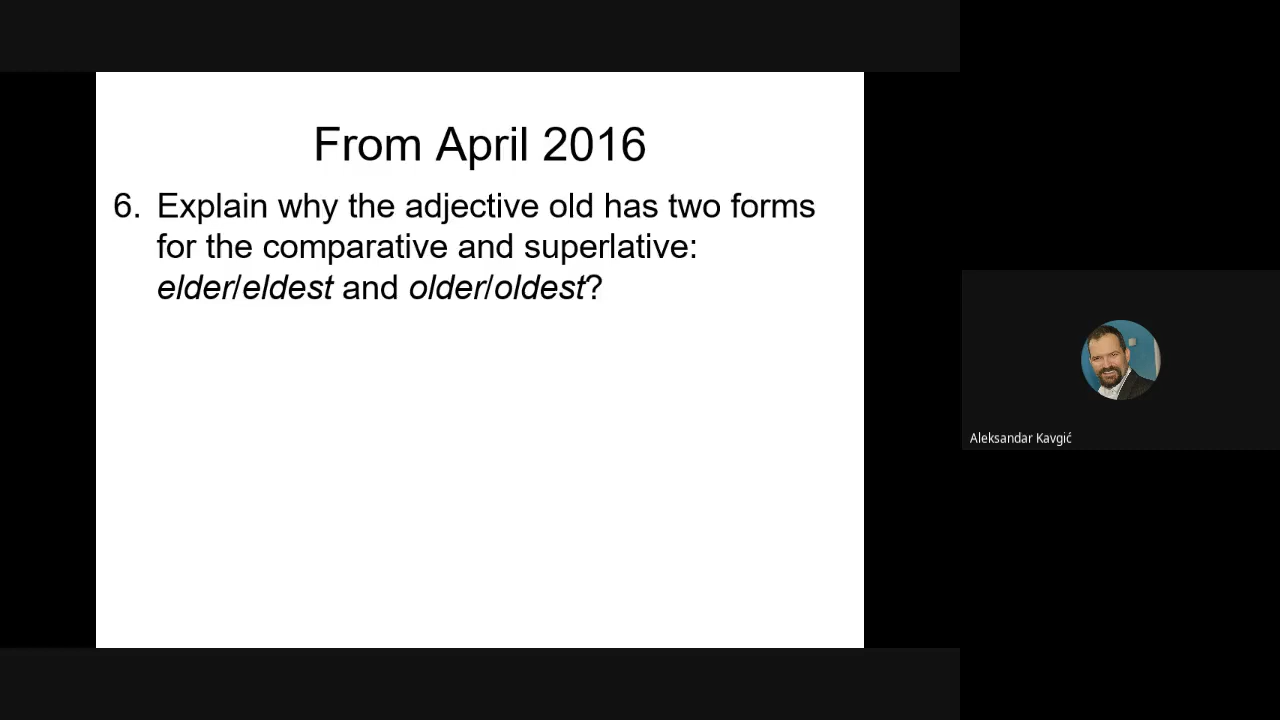 From April 2016
6. Explain why the adjective old has two forms
for the comparative and superlative:
elder/eldest and older/oldest?
Aleksandar Kavgić